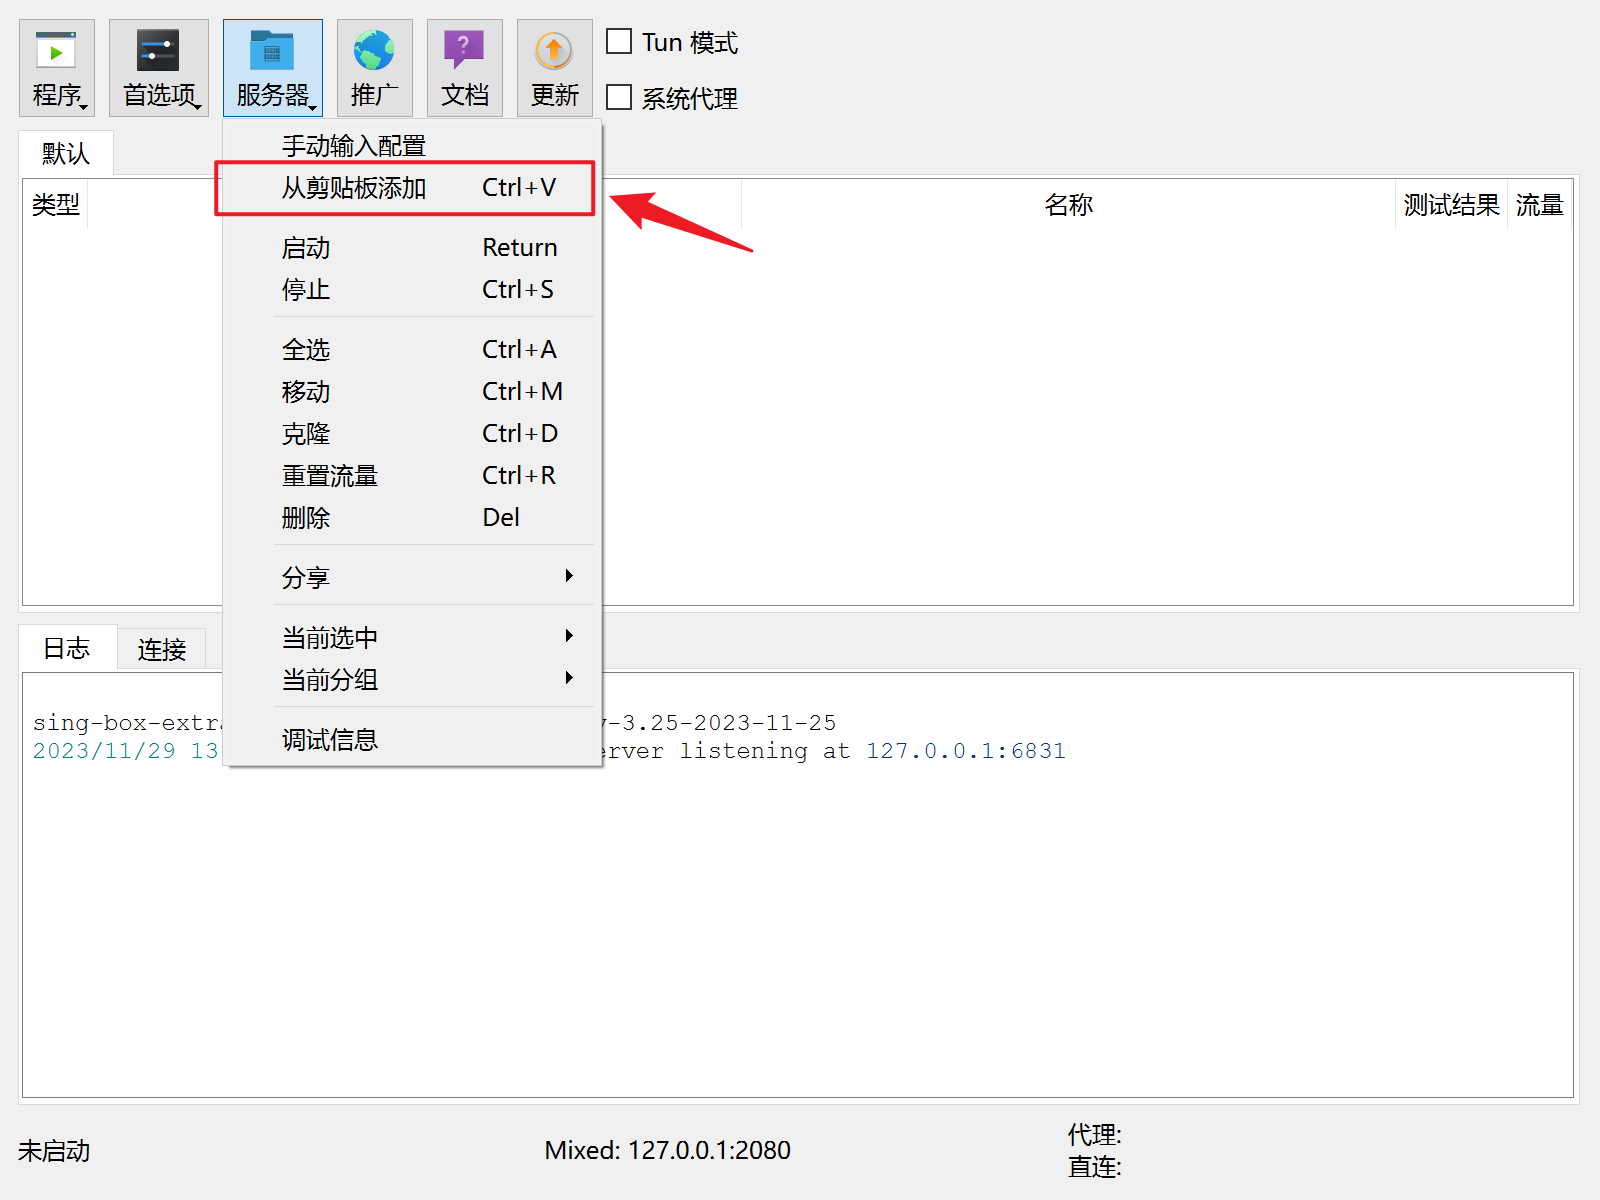 程序
首选项
服务器
推广
文档
更新
Tun 模式
系统代理
默认
类型
名称
测试结果
流量
手动输入配置
从剪贴板添加 Ctrl+V
启动 Return
停止 Ctrl+S
全选 Ctrl+A
移动 Ctrl+M
克隆 Ctrl+D
重置流量 Ctrl+R
删除 Del
分享
当前选中
当前分组
调试信息
日志
连接
sing-box-extra -3.25-2023-11-25
2023/11/29 13 erver listening at 127.0.0.1:6831
未启动
Mixed: 127.0.0.1:2080
代理:
直连: